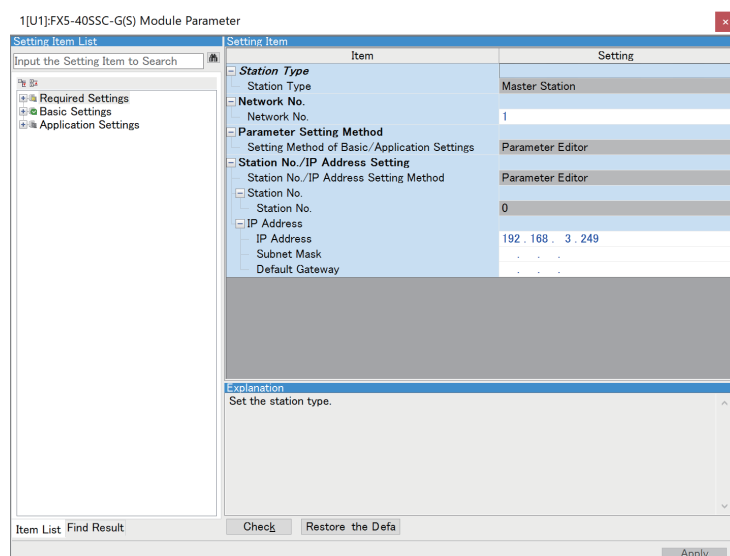 1[U1]:FX5-40SSC-G(S) Module Parameter
Setting Item List
Input the Setting Item to Search
Required Settings
Basic Settings
Application Settings
Item List Find Result
Setting Item
Item Setting
Station Type
Station Type Master Station
Network No.
Network No. 1
Parameter Setting Method
Setting Method of Basic/Application Settings Parameter Editor
Station No./IP Address Setting
Station No./IP Address Setting Method Parameter Editor
Station No.
Station No. 0
IP Address
IP Address 192 . 168 . 3 . 249
Subnet Mask . . .
Default Gateway . . .
Explanation
Set the station type.
Check Restore the Defa
Apply